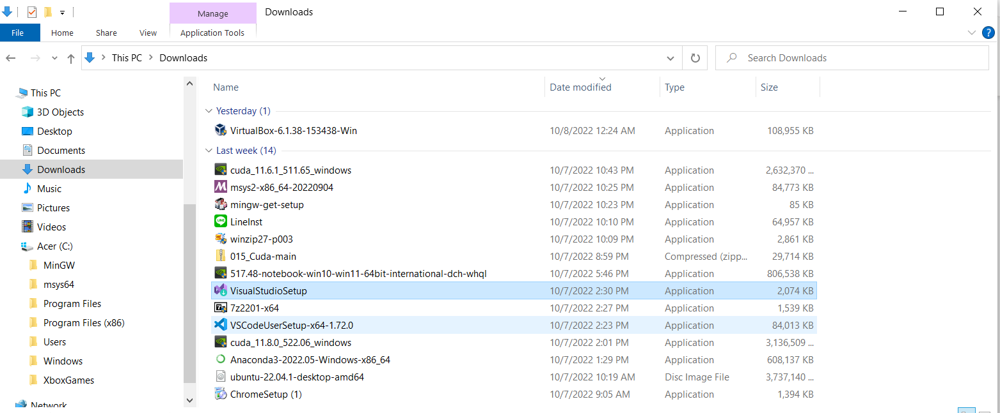 Manage Downloads
File Home Share View Application Tools
This PC Downloads Search Downloads
Name Date modified Type Size
This PC
3D Objects
Desktop
Documents
Downloads
Music
Pictures
Videos
Acer (C:)
MinGW
msys64
Program Files
Program Files (x86)
Users
Windows
XboxGames
Network
Yesterday (1)
VirtualBox-6.1.38-153438-Win 10/8/2022 12:24 AM Application 108,955 KB
Last week (14)
cuda_11.6.1_511.65_windows 10/7/2022 10:43 PM Application 2,632,370 ...
msys2-x86_64-20220904 10/7/2022 10:25 PM Application 84,773 KB
mingw-get-setup 10/7/2022 10:23 PM Application 85 KB
LineInst 10/7/2022 10:10 PM Application 64,957 KB
winzip27-p003 10/7/2022 10:09 PM Application 2,861 KB
015_Cuda-main 10/7/2022 8:59 PM Compressed (zipp... 29,714 KB
517.48-notebook-win10-win11-64bit-international-dch-whql 10/7/2022 5:46 PM Application 806,538 KB
VisualStudioSetup 10/7/2022 2:30 PM Application 2,074 KB
7z2201-x64 10/7/2022 2:27 PM Application 1,539 KB
VSCodeUserSetup-x64-1.72.0 10/7/2022 2:23 PM Application 84,013 KB
cuda_11.8.0_522.06_windows 10/7/2022 2:01 PM Application 3,136,509 ...
Anaconda3-2022.05-Windows-x86_64 10/7/2022 1:29 PM Application 608,137 KB
ubuntu-22.04.1-desktop-amd64 10/7/2022 10:19 AM Disc Image File 3,737,140 ...
ChromeSetup (1) 10/7/2022 9:05 AM Application 1,394 KB